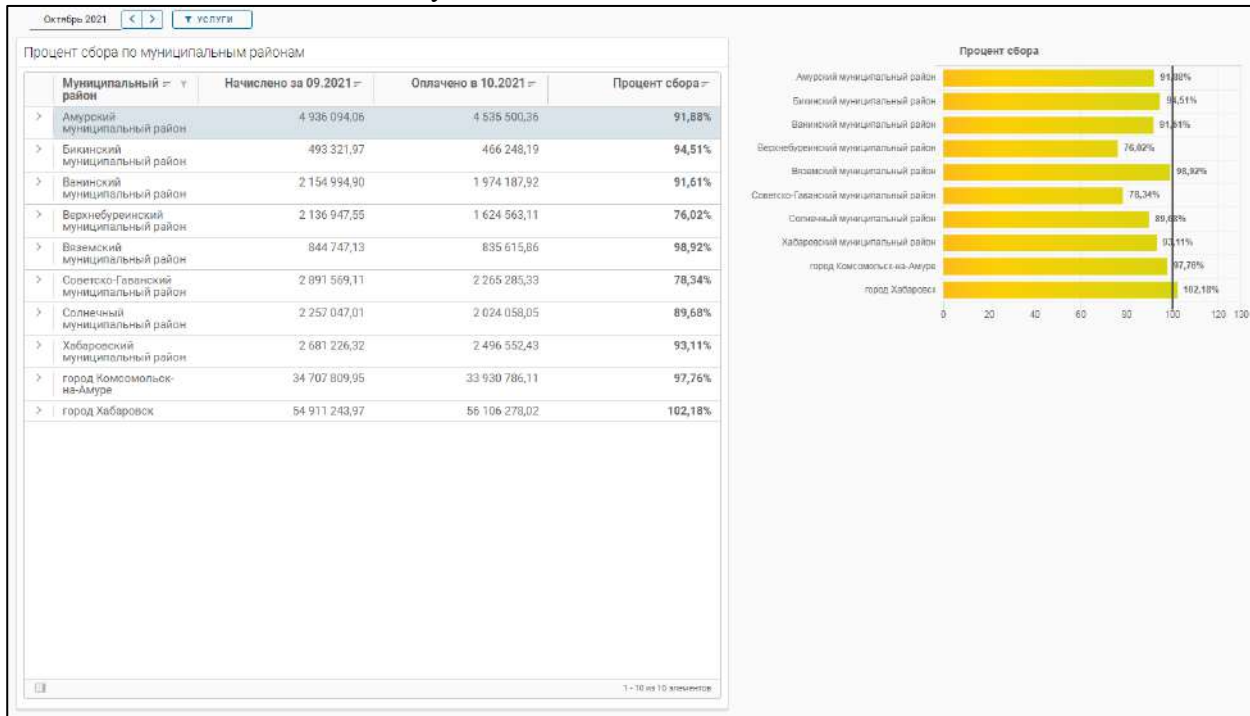 Октябрь 2021 < > УСЛУГИ
Процент сбора по муниципальным районам
Муниципальный район Начислено за 09.2021 Оплачено в 10.2021 Процент сбора
Амурский муниципальный район 4 936 094,06 4 535 500,36 91,88%
Бикинский муниципальный район 493 321,97 466 248,19 94,51%
Ванинский муниципальный район 2 154 994,90 1 974 187,92 91,61%
Верхнебуреинский муниципальный район 2 136 947,55 1 624 563,11 76,02%
Вяземский муниципальный район 844 747,13 835 615,86 98,92%
Советско-Гаванский муниципальный район 2 891 569,11 2 265 285,33 78,34%
Солнечный муниципальный район 2 257 047,01 2 024 058,05 89,68%
Хабаровский муниципальный район 2 681 226,32 2 496 552,43 93,11%
город Комсомольск-на-Амуре 34 707 809,95 33 930 786,11 97,76%
город Хабаровск 54 911 243,97 56 106 278,02 102,18%
1 - 10 из 10 элементов
Процент сбора
Амурский муниципальный район 91,88%
Бикинский муниципальный район 94,51%
Ванинский муниципальный район 91,61%
Верхнебуреинский муниципальный район 76,02%
Вяземский муниципальный район 98,92%
Советско-Гаванский муниципальный район 78,34%
Солнечный муниципальный район 89,68%
Хабаровский муниципальный район 93,11%
город Комсомольск-на-Амуре 97,76%
город Хабаровск 102,18%
0 20 40 60 80 100 120 130